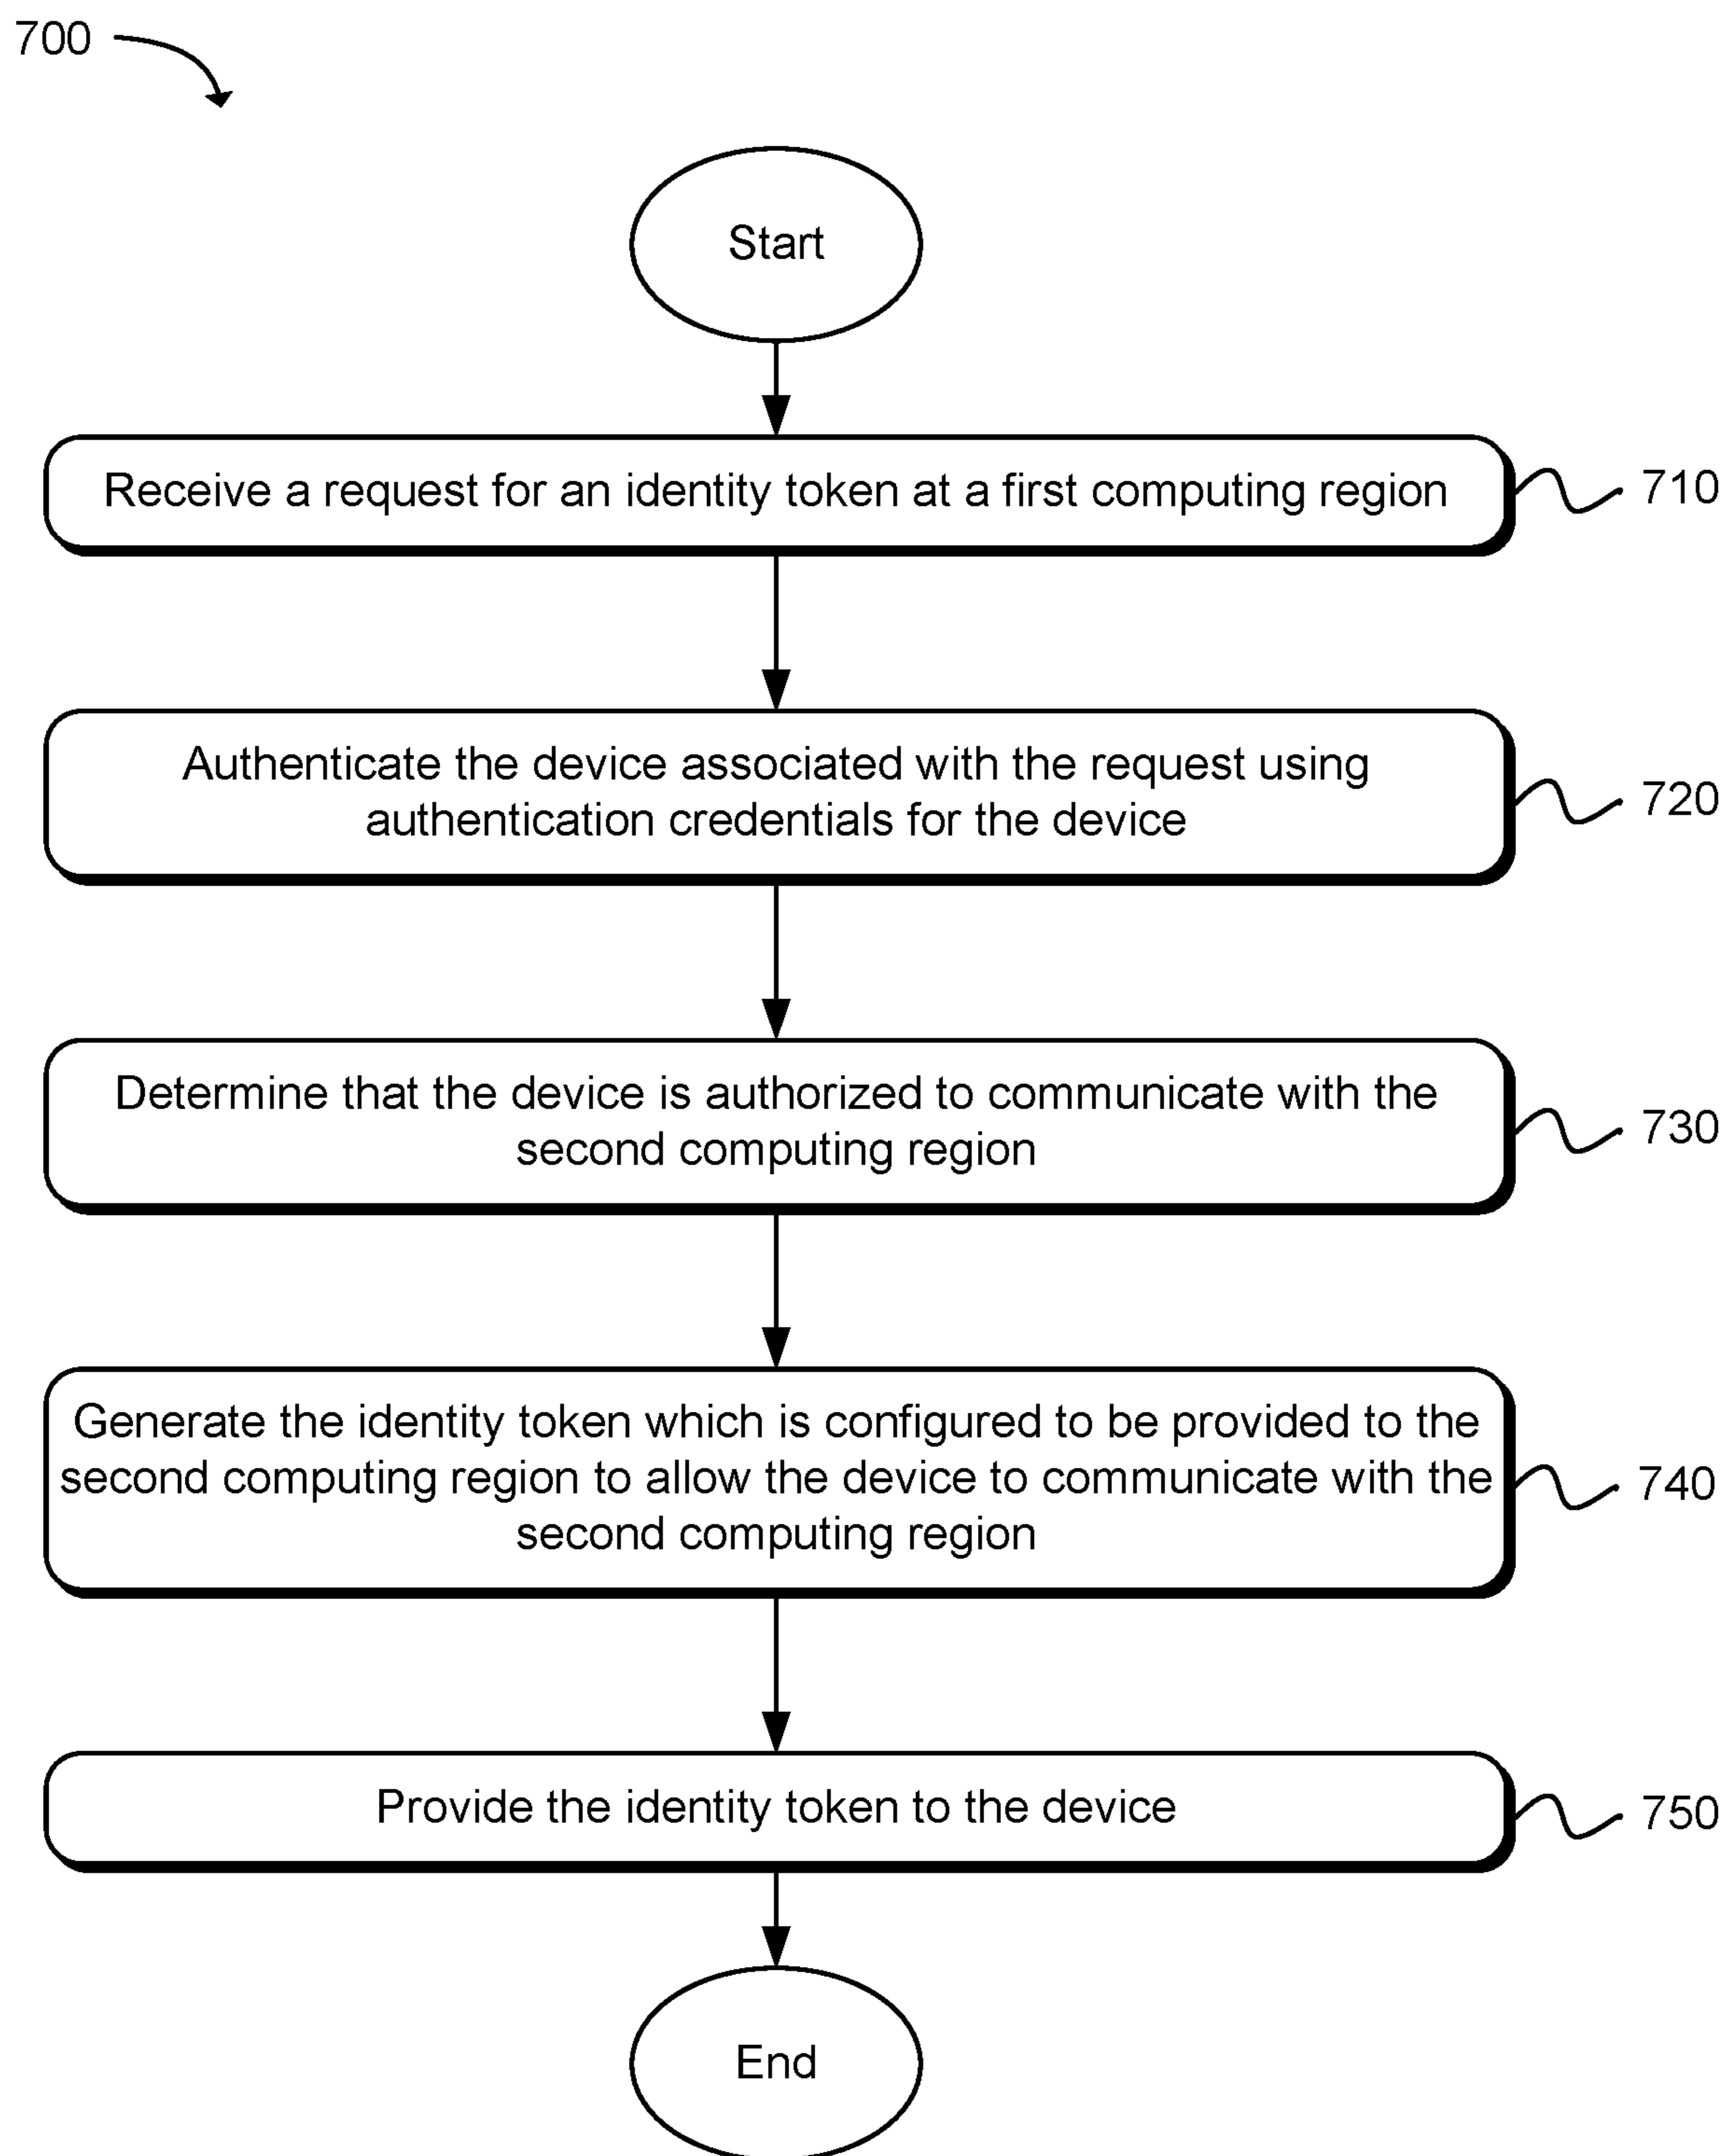 700
Start
Receive a request for an identity token at a first computing region
710
Authenticate the device associated with the request using
authentication credentials for the device
720
Determine that the device is authorized to communicate with the
second computing region
730
Generate the identity token which is configured to be provided to the
second computing region to allow the device to communicate with the
second computing region
740
Provide the identity token to the device
750
End